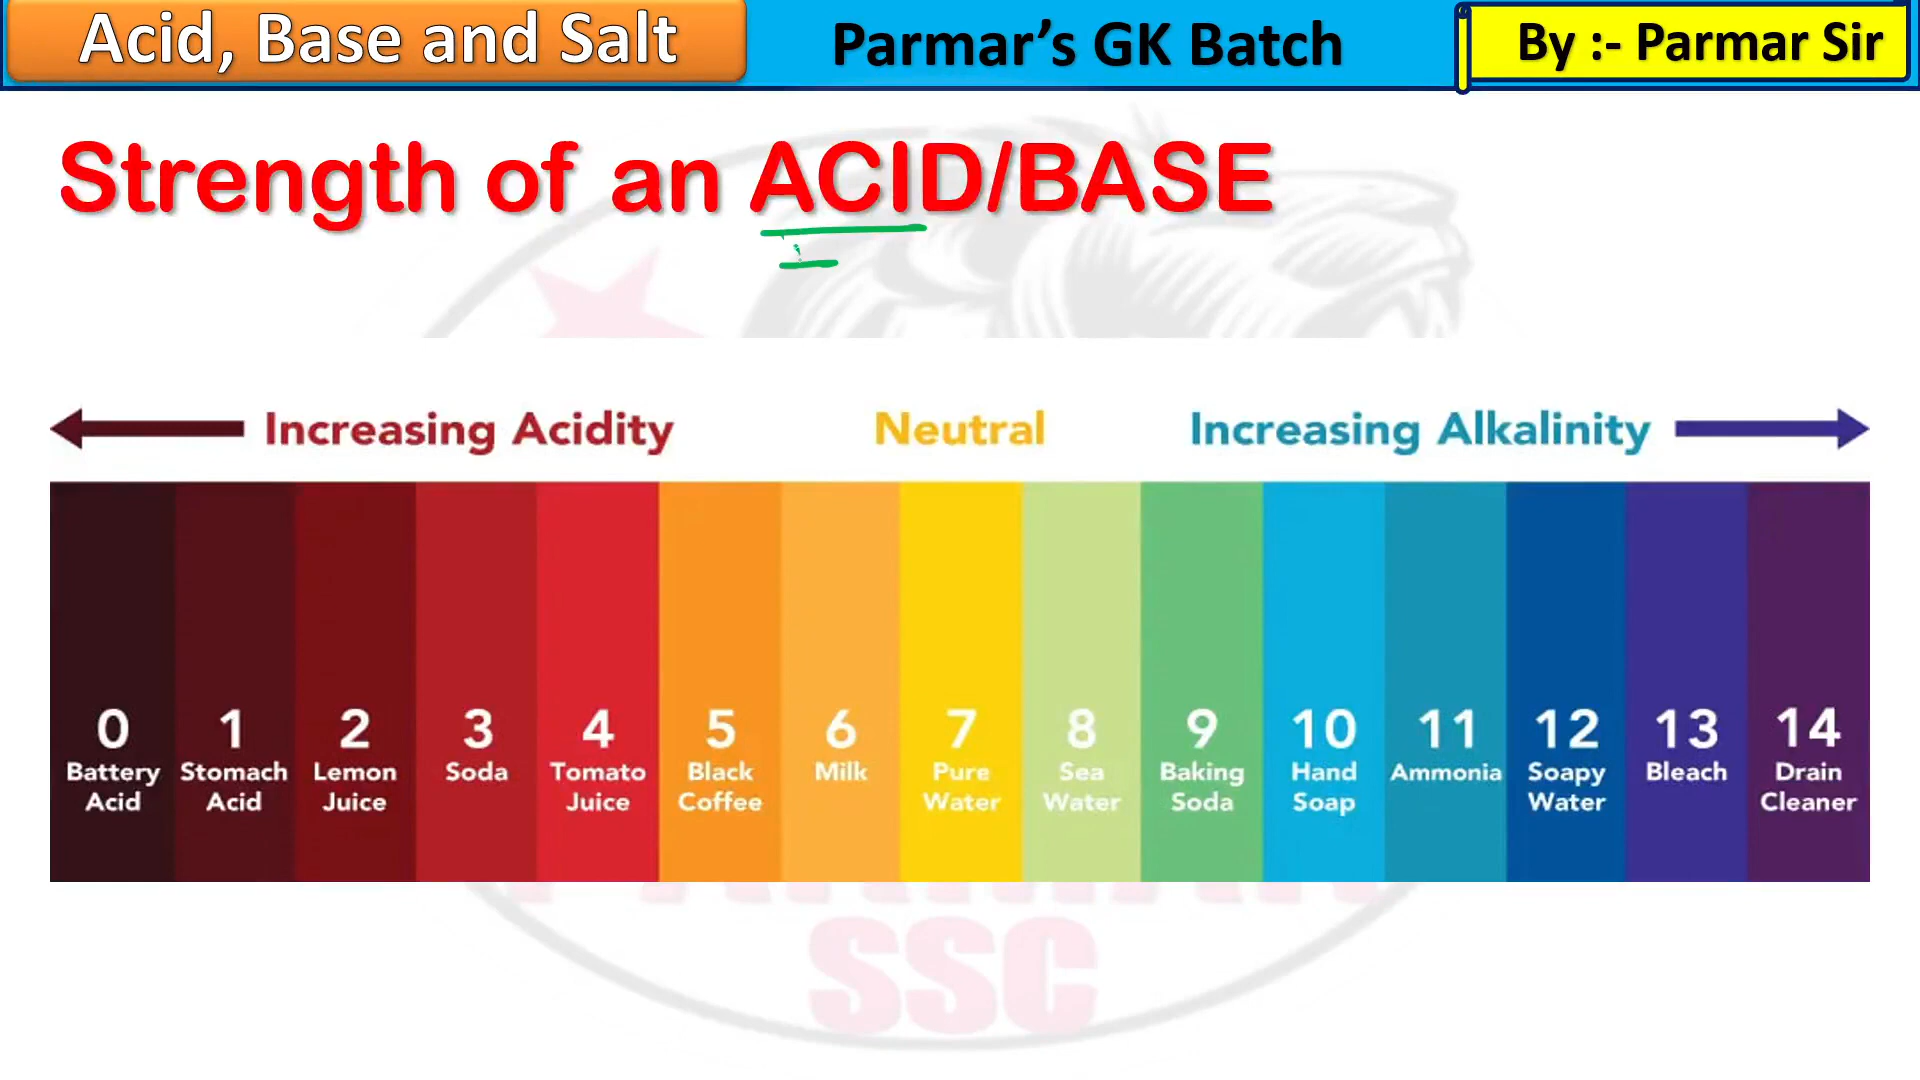 Acid, Base and Salt
Parmar’s GK Batch
By :- Parmar Sir
Strength of an ACID/BASE
Increasing Acidity
Neutral
Increasing Alkalinity
0
Battery
Acid
1
Stomach
Acid
2
Lemon
Juice
3
Soda
4
Tomato
Juice
5
Black
Coffee
6
Milk
7
Pure
Water
8
Sea
Water
9
Baking
Soda
10
Hand
Soap
11
Ammonia
12
Soapy
Water
13
Bleach
14
Drain
Cleaner
SSC